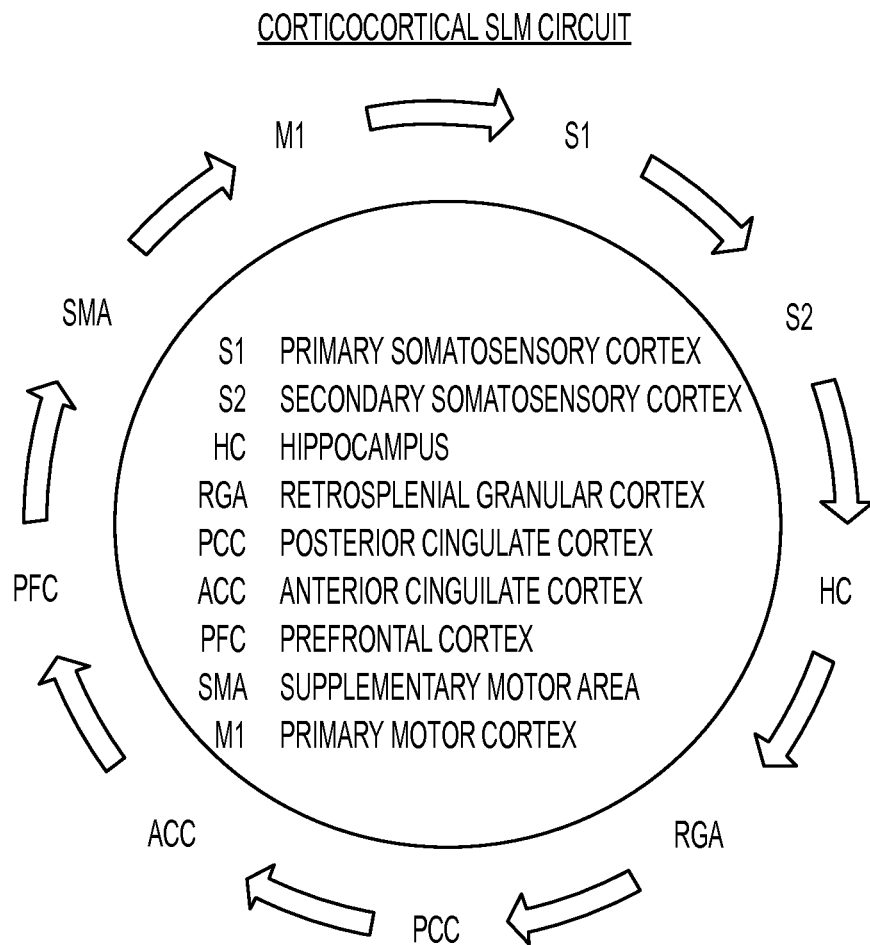 CORTICOCORTICAL SLM CIRCUIT
M1
S1
SMA
S2
S1 PRIMARY SOMATOSENSORY CORTEX
S2 SECONDARY SOMATOSENSORY CORTEX
HC HIPPOCAMPUS
RGA RETROSPLENIAL GRANULAR CORTEX
PCC POSTERIOR CINGULATE CORTEX
ACC ANTERIOR CINGUILATE CORTEX
PFC PREFRONTAL CORTEX
SMA SUPPLEMENTARY MOTOR AREA
M1 PRIMARY MOTOR CORTEX
PFC
HC
ACC
RGA
PCC